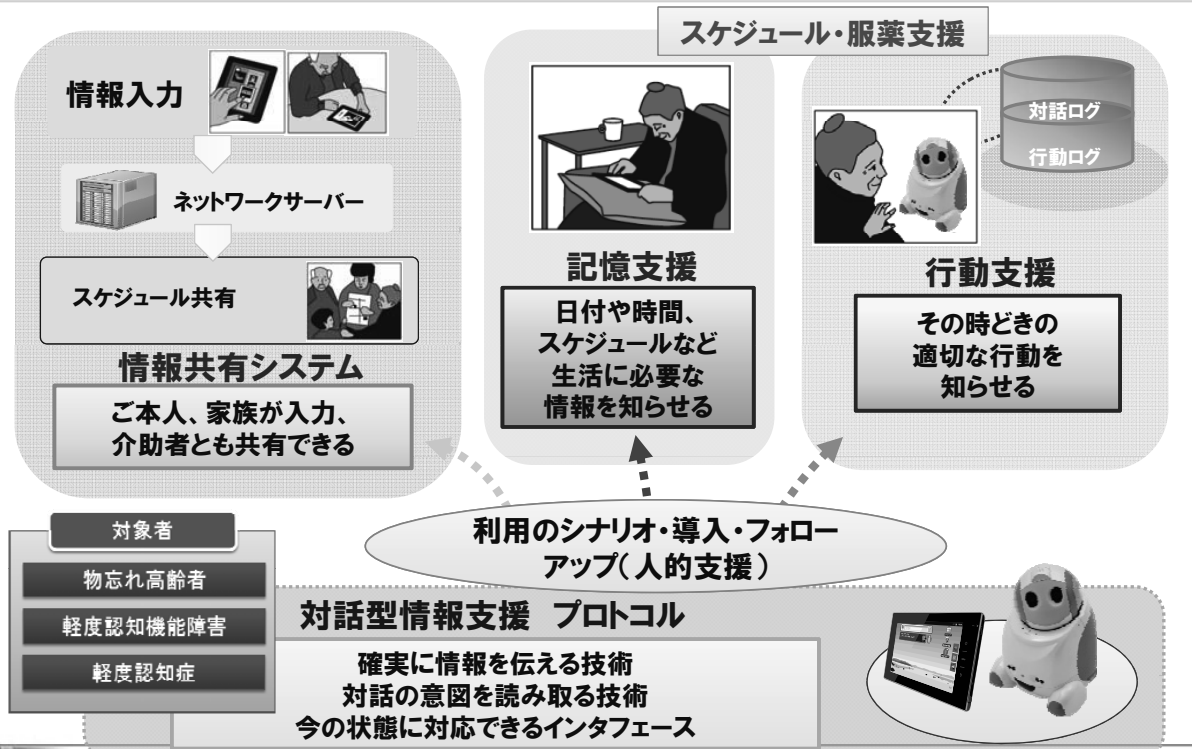 スケジュール・服薬支援
情報入力
ネットワークサーバー
スケジュール共有
情報共有システム
ご本人、家族が入力、
介助者とも共有できる
記憶支援
日付や時間、
スケジュールなど
生活に必要な
情報を知らせる
対話ログ
行動ログ
行動支援
その時どきの
適切な行動を
知らせる
利用のシナリオ・導入・フォロー
アップ(人的支援)
対象者
物忘れ高齢者
軽度認知機能障害
軽度認知症
対話型情報支援 プロトコル
確実に情報を伝える技術
対話の意図を読み取る技術
今の状態に対応できるインタフェース